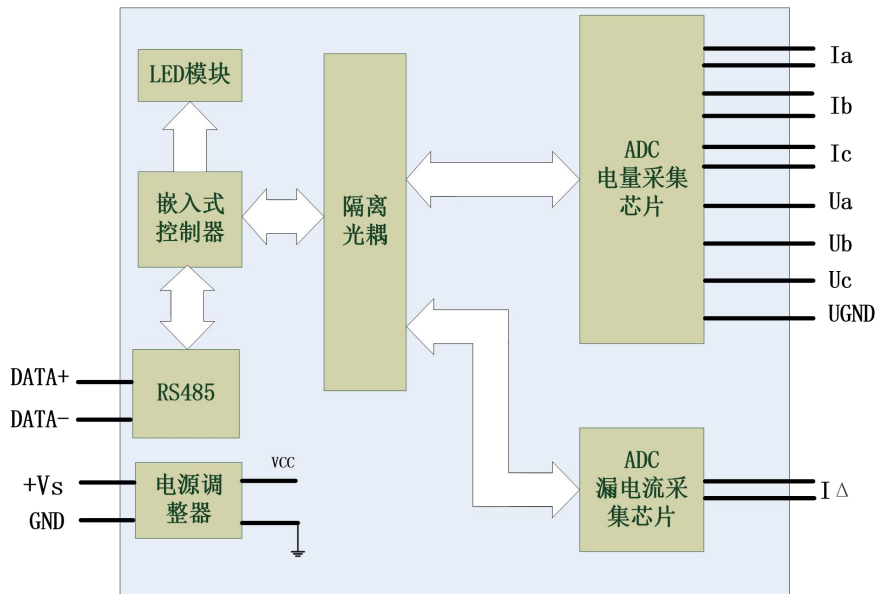 LED模块
嵌入式
控制器
隔离
光耦
ADC
电量采集
芯片
Ia
Ib
Ic
Ua
Ub
Uc
UGND
DATA+
DATA-
RS485
+Vs
GND
电源调
整器
VCC
ADC
漏电流采
集芯片
IΔ